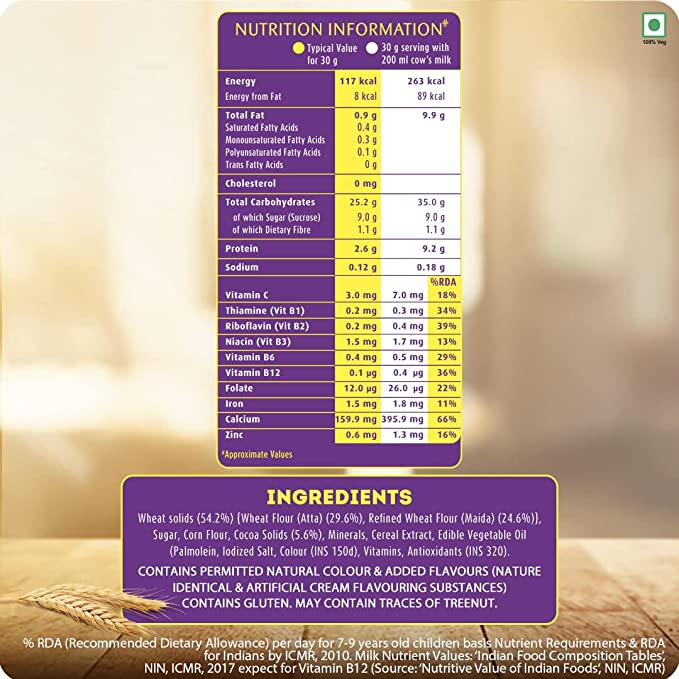 NUTRITION INFORMATION#
Typical Value for 30 g
30 g serving with 200 ml cow's milk
100% Veg
Energy 117 kcal 263 kcal
Energy from Fat 8 kcal 89 kcal
Total Fat 0.9 g 9.9 g
Saturated Fatty Acids 0.4 g
Monounsaturated Fatty Acids 0.3 g
Polyunsaturated Fatty Acids 0.1 g
Trans Fatty Acids 0 g
Cholesterol 0 mg
Total Carbohydrates 25.2 g 35.0 g
of which Sugar (Sucrose) 9.0 g 9.0 g
of which Dietary Fibre 1.1 g 1.1 g
Protein 2.6 g 9.2 g
Sodium 0.12 g 0.18 g
%RDA
Vitamin C 3.0 mg 7.0 mg 18%
Thiamine (Vit B1) 0.2 mg 0.3 mg 34%
Riboflavin (Vit B2) 0.2 mg 0.4 mg 39%
Niacin (Vit B3) 1.5 mg 1.7 mg 13%
Vitamin B6 0.4 mg 0.5 mg 29%
Vitamin B12 0.1 µg 0.4 µg 36%
Folate 12.0 µg 26.0 µg 22%
Iron 1.5 mg 1.8 mg 11%
Calcium 159.9 mg 395.9 mg 66%
Zinc 0.6 mg 1.3 mg 16%
#Approximate Values
INGREDIENTS
Wheat solids (54.2%) {Wheat Flour (Atta) (29.6%), Refined Wheat Flour (Maida) (24.6%)},
Sugar, Corn Flour, Cocoa Solids (5.6%), Minerals, Cereal Extract, Edible Vegetable Oil
(Palmolein, Iodized Salt, Colour (INS 150d), Vitamins, Antioxidants (INS 320).
CONTAINS PERMITTED NATURAL COLOUR & ADDED FLAVOURS (NATURE
IDENTICAL & ARTIFICIAL CREAM FLAVOURING SUBSTANCES)
CONTAINS GLUTEN. MAY CONTAIN TRACES OF TREENUT.
% RDA (Recommended Dietary Allowance) per day for 7-9 years old children basis Nutrient Requirements & RDA
for Indians by ICMR, 2010. Milk Nutrient Values: 'Indian Food Composition Tables',
NIN, ICMR, 2017 expect for Vitamin B12 (Source: 'Nutritive Value of Indian Foods', NIN, ICMR)